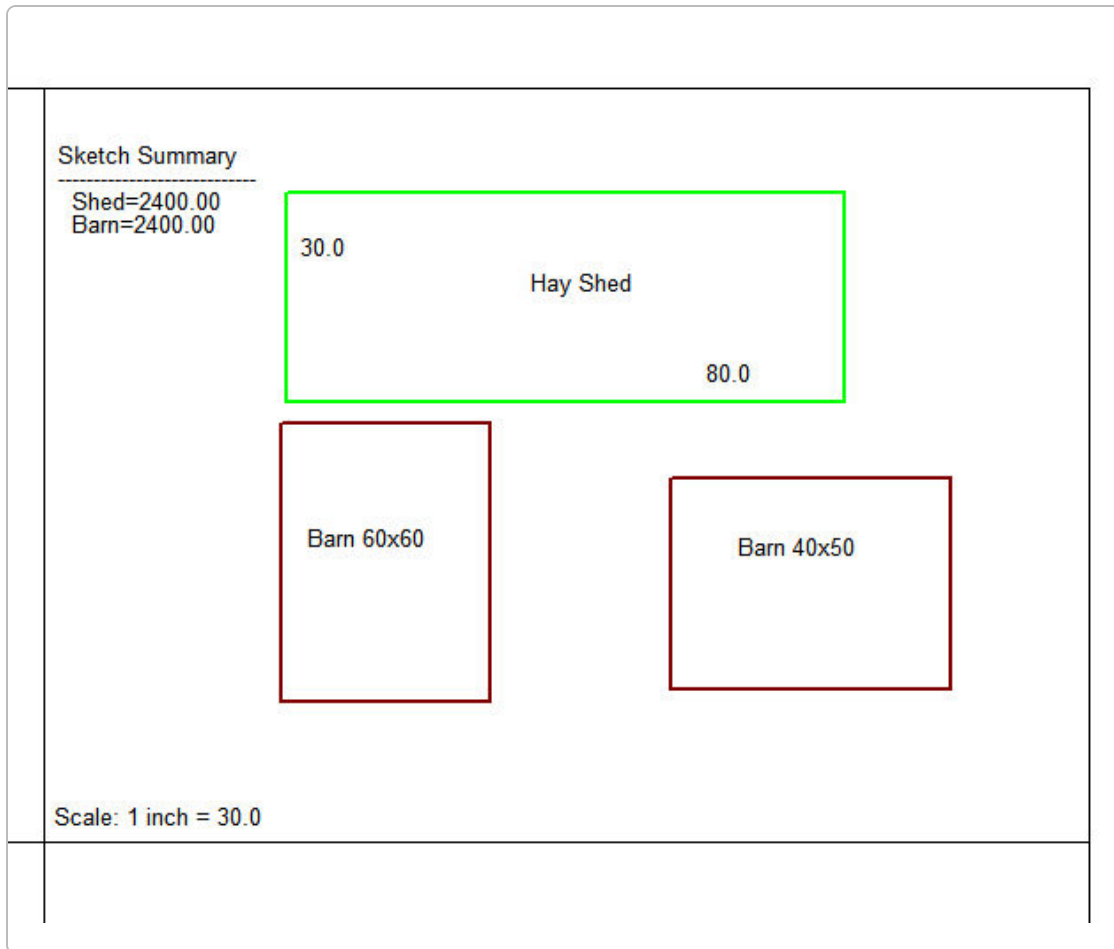 Sketch Summary
----------------------------
Shed=2400.00
Barn=2400.00
30.0
Hay Shed
80.0
Barn 60x60
Barn 40x50
Scale: 1 inch = 30.0